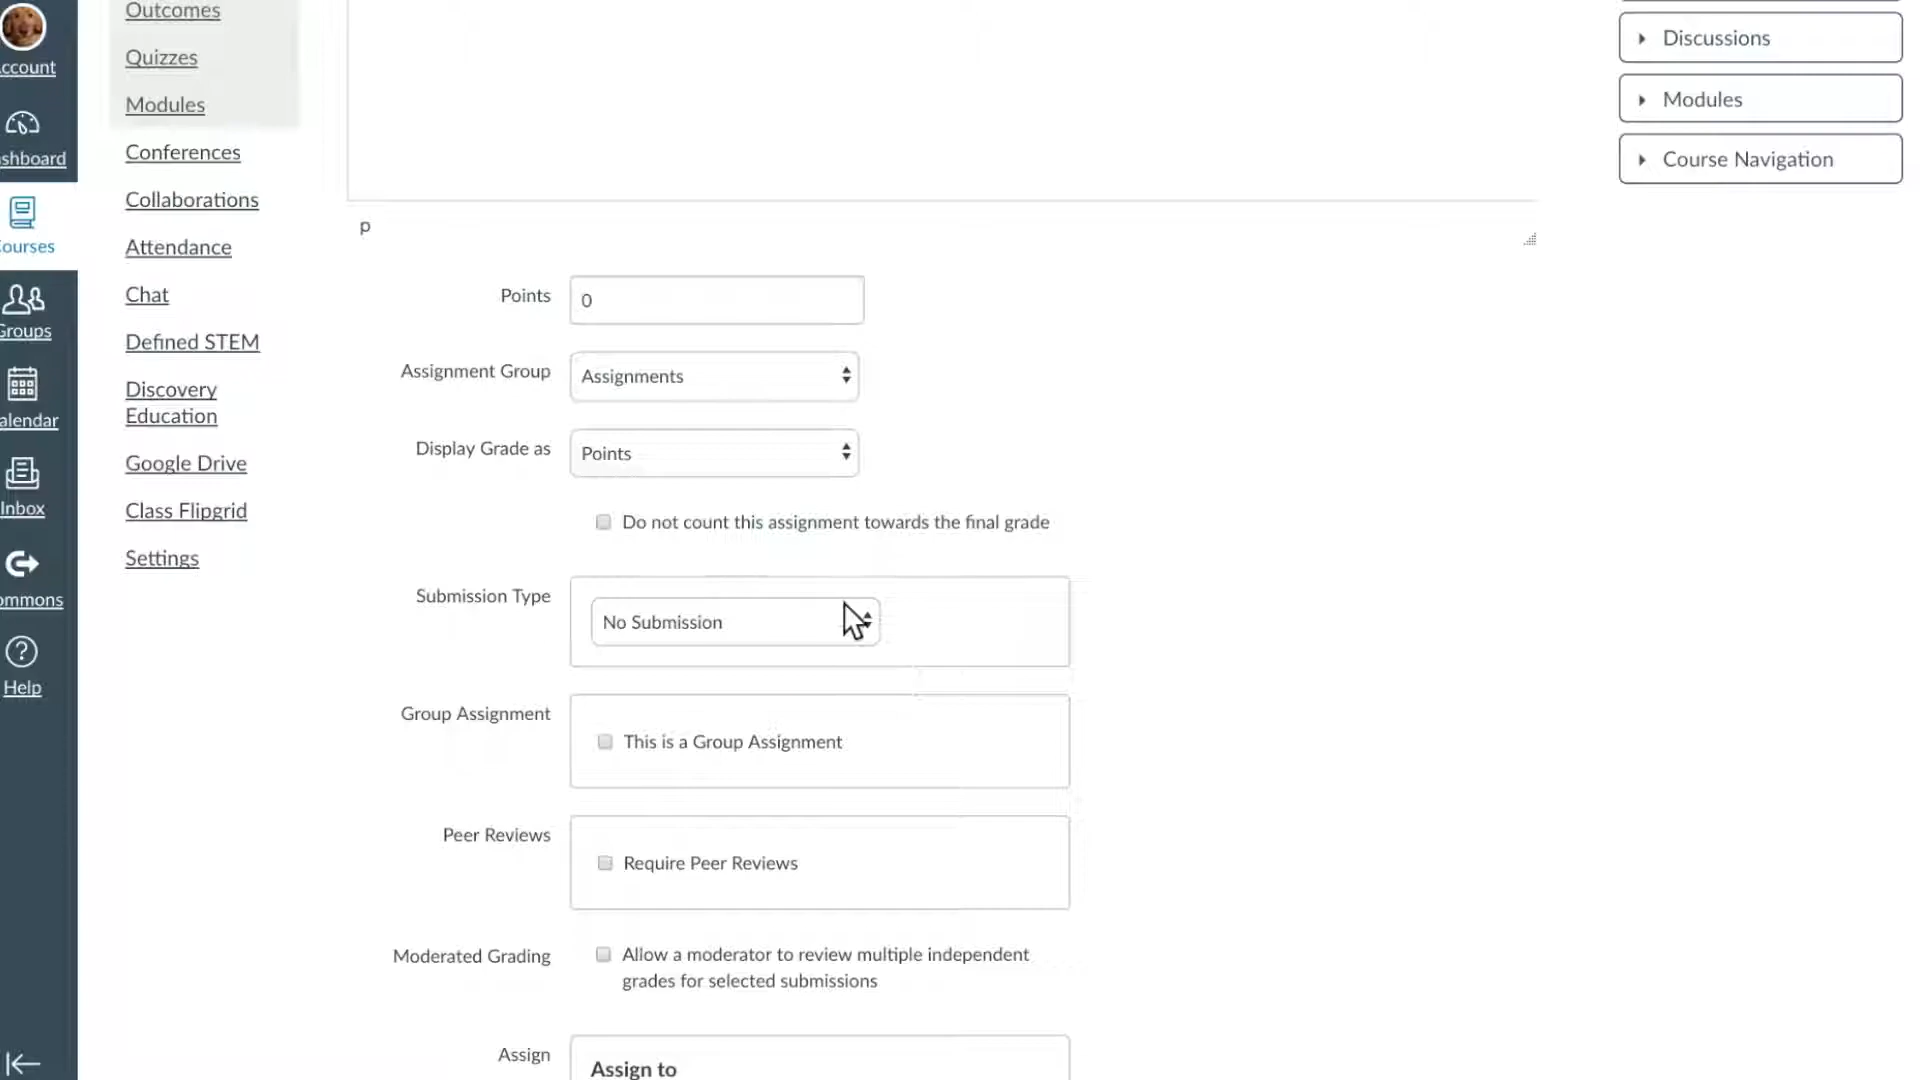 Account
Dashboard
Courses
Groups
Calendar
Inbox
Commons
Help
Outcomes
Quizzes
Modules
Conferences
Collaborations
Attendance
Chat
Defined STEM
Discovery
Education
Google Drive
Class Flipgrid
Settings
p
Points
0
Assignment Group
Assignments
Display Grade as
Points
Do not count this assignment towards the final grade
Submission Type
No Submission
Group Assignment
This is a Group Assignment
Peer Reviews
Require Peer Reviews
Moderated Grading
Allow a moderator to review multiple independent
grades for selected submissions
Assign
Assign to
Discussions
Modules
Course Navigation